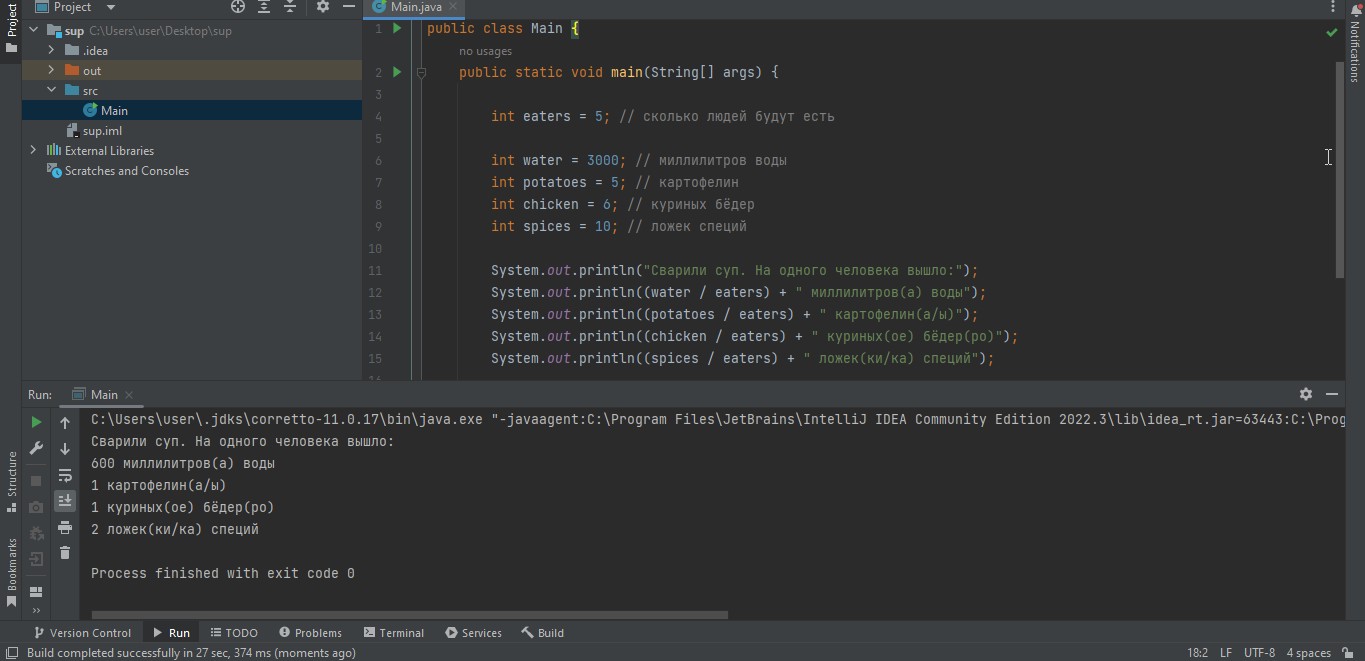 Project
Main.java
Project
sup C:\Users\user\Desktop\sup
.idea
out
src
Main
sup.iml
External Libraries
Scratches and Consoles
1 public class Main {
no usages
2 public static void main(String[] args) {
3
4 int eaters = 5; // сколько людей будут есть
5
6 int water = 3000; // миллилитров воды
7 int potatoes = 5; // картофелин
8 int chicken = 6; // куриных бёдер
9 int spices = 10; // ложек специй
10
11 System.out.println("Сварили суп. На одного человека вышло:");
12 System.out.println((water / eaters) + " миллилитров(а) воды");
13 System.out.println((potatoes / eaters) + " картофелин(а/ы)");
14 System.out.println((chicken / eaters) + " куриных(ое) бёдер(ро)");
15 System.out.println((spices / eaters) + " ложек(ки/ка) специй");
Notifications
Run: Main
C:\Users\user\.jdks\corretto-11.0.17\bin\java.exe "-javaagent:C:\Program Files\JetBrains\IntelliJ IDEA Community Edition 2022.3\lib\idea_rt.jar=63443:C:\Prog
Сварили суп. На одного человека вышло:
600 миллилитров(а) воды
1 картофелин(а/ы)
1 куриных(ое) бёдер(ро)
2 ложек(ки/ка) специй
Process finished with exit code 0
Structure
Bookmarks
Version Control Run TODO Problems Terminal Services Build
Build completed successfully in 27 sec, 374 ms (moments ago) 18:2 LF UTF-8 4 spaces